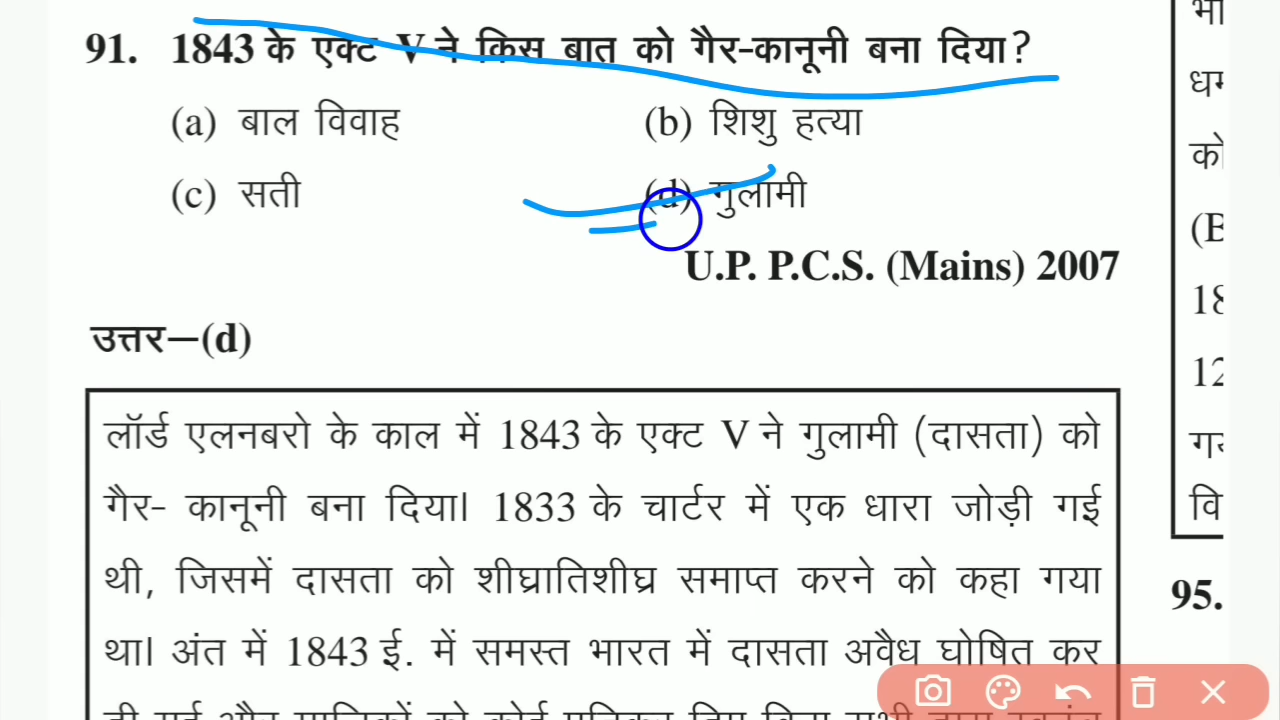 91. 1843 के एक्ट V ने किस बात को गैर-कानूनी बना दिया?
(a) बाल विवाह (b) शिशु हत्या
(c) सती (d) गुलामी
U.P. P.C.S. (Mains) 2007
उत्तर—(d)
लॉर्ड एलनबरो के काल में 1843 के एक्ट V ने गुलामी (दासता) को
गैर- कानूनी बना दिया। 1833 के चार्टर में एक धारा जोड़ी गई
थी, जिसमें दासता को शीघ्रातिशीघ्र समाप्त करने को कहा गया
था। अंत में 1843 ई. में समस्त भारत में दासता अवैध घोषित कर
95.